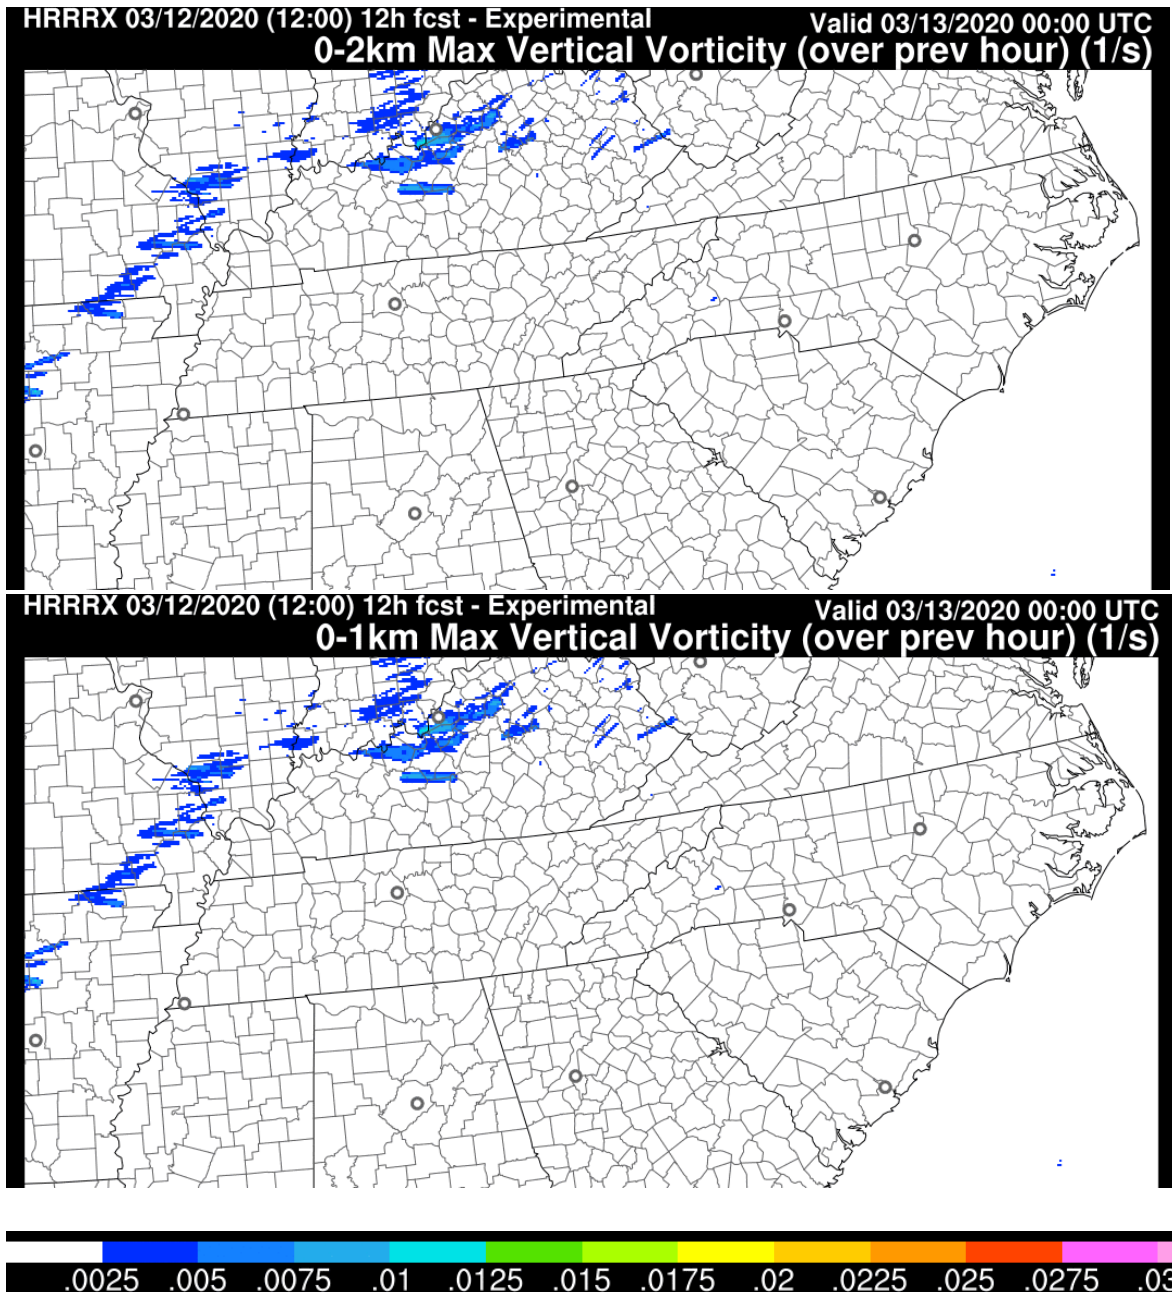 HRRRX 03/12/2020 (12:00) 12h fcst - Experimental Valid 03/13/2020 00:00 UTC
0-2km Max Vertical Vorticity (over prev hour) (1/s)
HRRRX 03/12/2020 (12:00) 12h fcst - Experimental Valid 03/13/2020 00:00 UTC
0-1km Max Vertical Vorticity (over prev hour) (1/s)
.0025 .005 .0075 .01 .0125 .015 .0175 .02 .0225 .025 .0275 .03